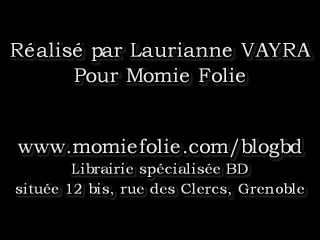 Réalisé par Laurianne VAYRA
Pour Momie Folie
www.momiefolie.com/blogbd
Librairie spécialisée BD
située 12 bis, rue des Clercs, Grenoble